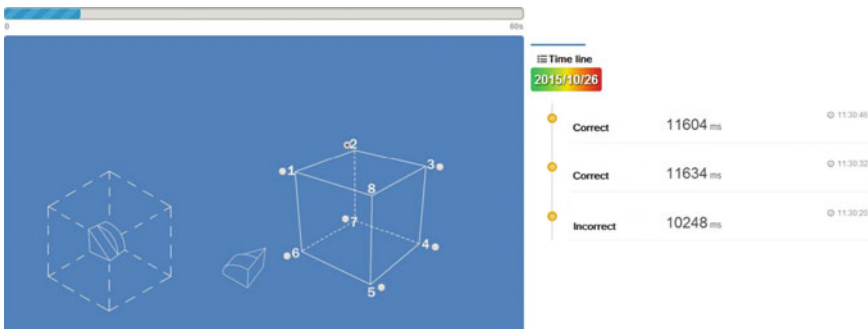 0 60s
Time line
2015/10/26
Correct 11604 ms 11:30:46
Correct 11634 ms 11:30:32
Incorrect 10248 ms 11:30:20
2
1 3
8
7
6 4
5